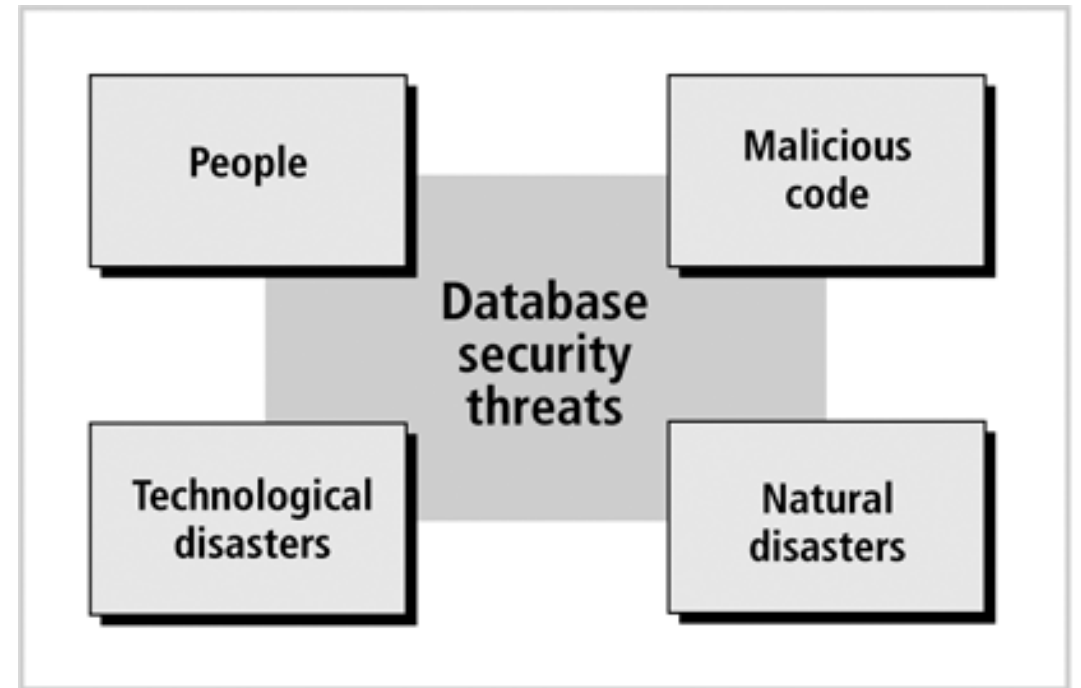 People
Malicious
code
Database
security
threats
Technological
disasters
Natural
disasters